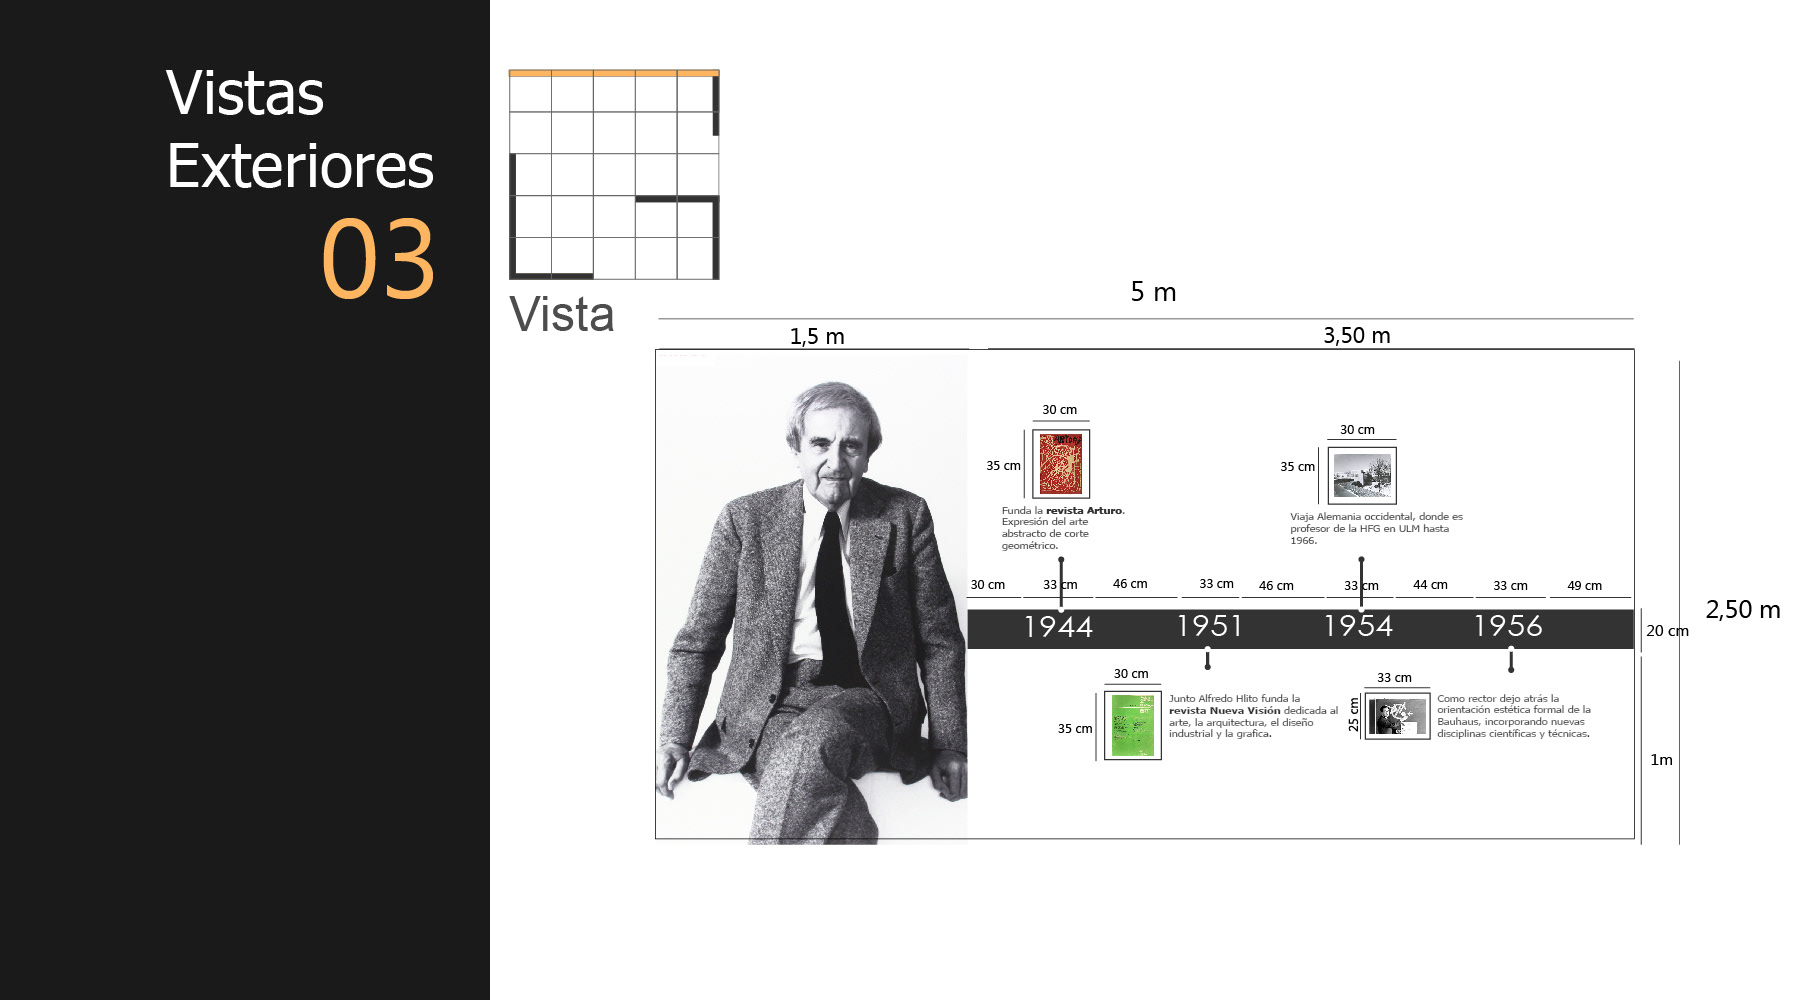 Vistas
Exteriores
03
Vista
5 m
1,5 m
3,50 m
30 cm
35 cm
Funda la revista Arturo.
Expresión del arte
abstracto de corte
geométrico.
30 cm
35 cm
Viaja Alemania occidental, donde es
profesor de la HFG en ULM hasta
1966.
30 cm
33 cm
46 cm
33 cm
46 cm
33 cm
44 cm
33 cm
49 cm
1944
1951
1954
1956
20 cm
2,50 m
30 cm
35 cm
Junto Alfredo Hlito funda la
revista Nueva Visión dedicada al
arte, la arquitectura, el diseño
industrial y la grafica.
33 cm
25 cm
Como rector dejo atrás la
orientación estética formal de la
Bauhaus, incorporando nuevas
disciplinas científicas y técnicas.
1m